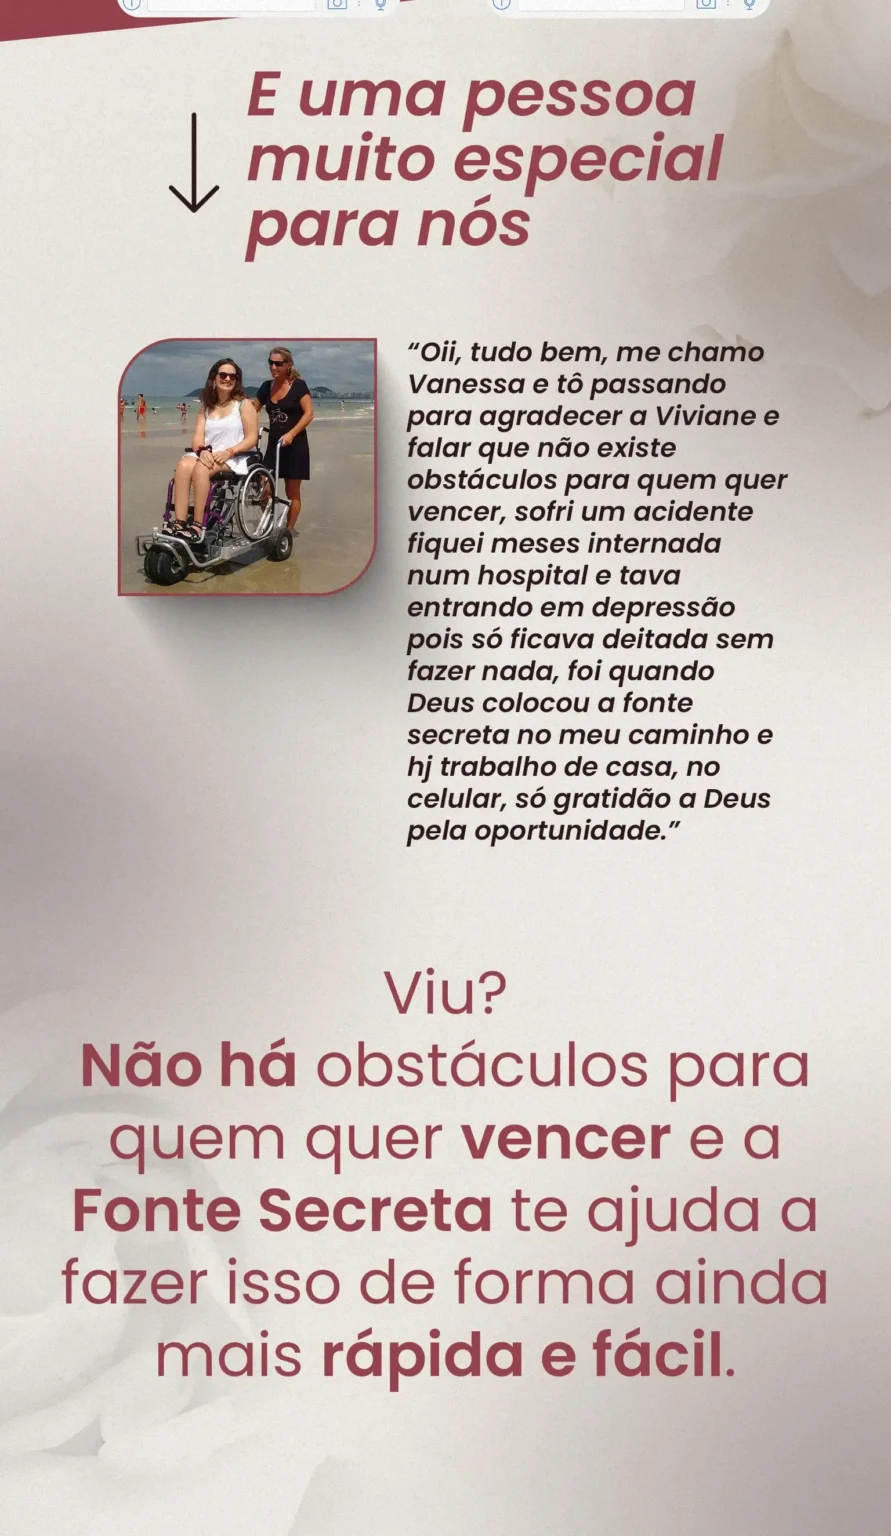 E uma pessoa
muito especial
para nós
“Oii, tudo bem, me chamo
Vanessa e tô passando
para agradecer a Viviane e
falar que não existe
obstáculos para quem quer
vencer, sofri um acidente
fiquei meses internada
num hospital e tava
entrando em depressão
pois só ficava deitada sem
fazer nada, foi quando
Deus colocou a fonte
secreta no meu caminho e
hj trabalho de casa, no
celular, só gratidão a Deus
pela oportunidade.”
Viu?
Não há obstáculos para
quem quer vencer e a
Fonte Secreta te ajuda a
fazer isso de forma ainda
mais rápida e fácil.